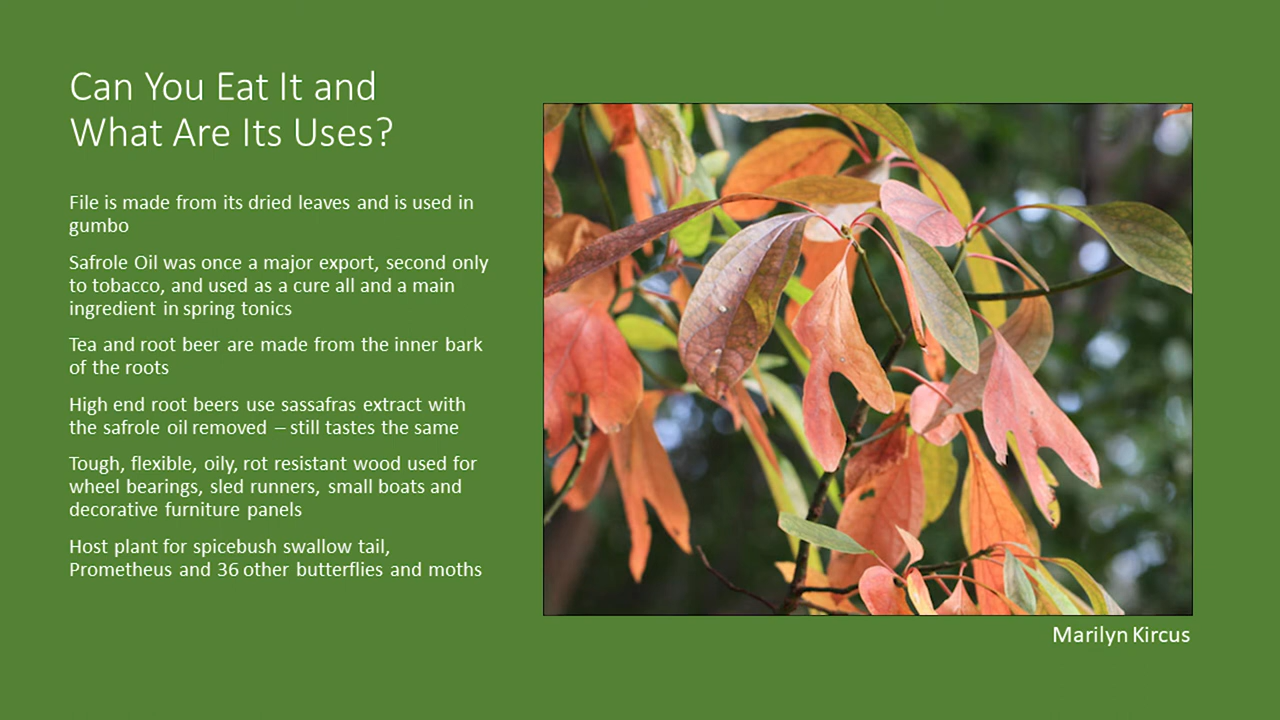 Can You Eat It and
What Are Its Uses?
File is made from its dried leaves and is used in
gumbo
Safrole Oil was once a major export, second only
to tobacco, and used as a cure all and a main
ingredient in spring tonics
Tea and root beer are made from the inner bark
of the roots
High end root beers use sassafras extract with
the safrole oil removed – still tastes the same
Tough, flexible, oily, rot resistant wood used for
wheel bearings, sled runners, small boats and
decorative furniture panels
Host plant for spicebush swallow tail,
Prometheus and 36 other butterflies and moths
Marilyn Kircus